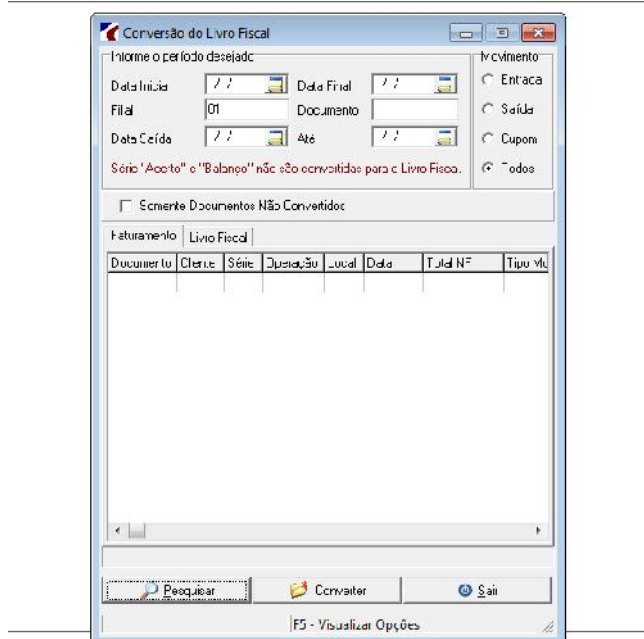 Conversão do Livro Fiscal
Informe o período desejado
Movimento
Data Inicia / / Data Final / /
Entrada
Filial 01 Documento
Saída
Data Saída / / Até / /
Cupom
Série "Acerto" e "Balanço" não são convertidas para o Livro Fiscal.
Todos
Somente Documentos Não Convertidos
Faturamento Livro Fiscal
Documento Cliente Série Operação Local Data Total NF Tipo Mo
Pesquisar Converter Sair
F5 - Visualizar Opções